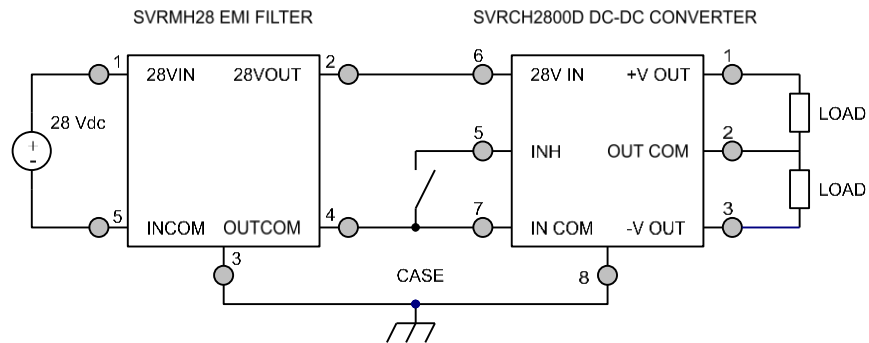 SVRMH28 EMI FILTER
SVRCH2800D DC-DC CONVERTER
1
28VIN
28VOUT
2
6
28V IN
+V OUT
1
28 Vdc
+
-
LOAD
5
INH
OUT COM
2
LOAD
5
INCOM
OUTCOM
4
7
IN COM
-V OUT
3
3
CASE
8